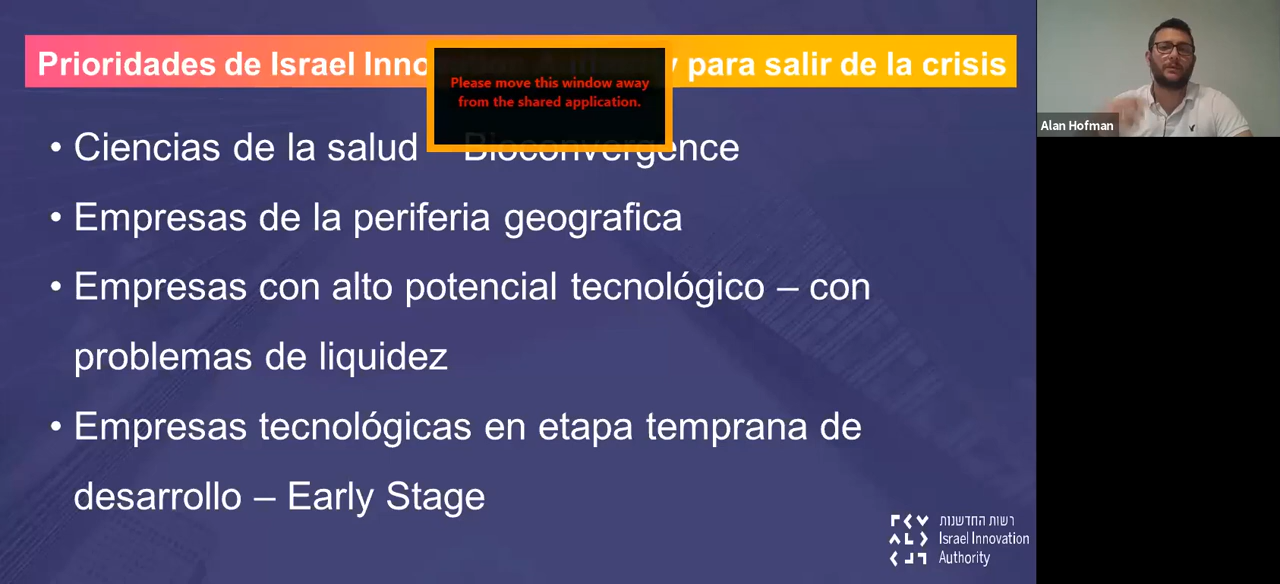 Prioridades de Israel Inno para salir de la crisis
Please move this window away
from the shared application.
Alan Hofman
• Ciencias de la salud Bioconvergence
• Empresas de la periferia geografica
• Empresas con alto potencial tecnológico – con
problemas de liquidez
• Empresas tecnológicas en etapa temprana de
desarrollo – Early Stage
רשות החדשנות
Israel Innovation
Authority